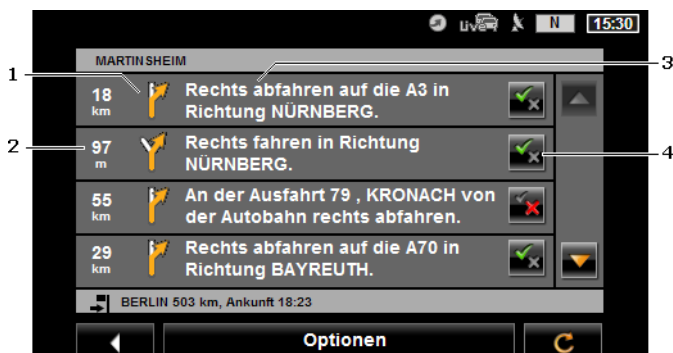 Live N 15:30
MARTINSHEIM
1
3
18 km
Rechts abfahren auf die A3 in
Richtung NÜRNBERG.
2
97 m
Rechts fahren in Richtung
NÜRNBERG.
4
55 km
An der Ausfahrt 79 , KRONACH von
der Autobahn rechts abfahren.
29 km
Rechts abfahren auf die A70 in
Richtung BAYREUTH.
BERLIN 503 km, Ankunft 18:23
Optionen